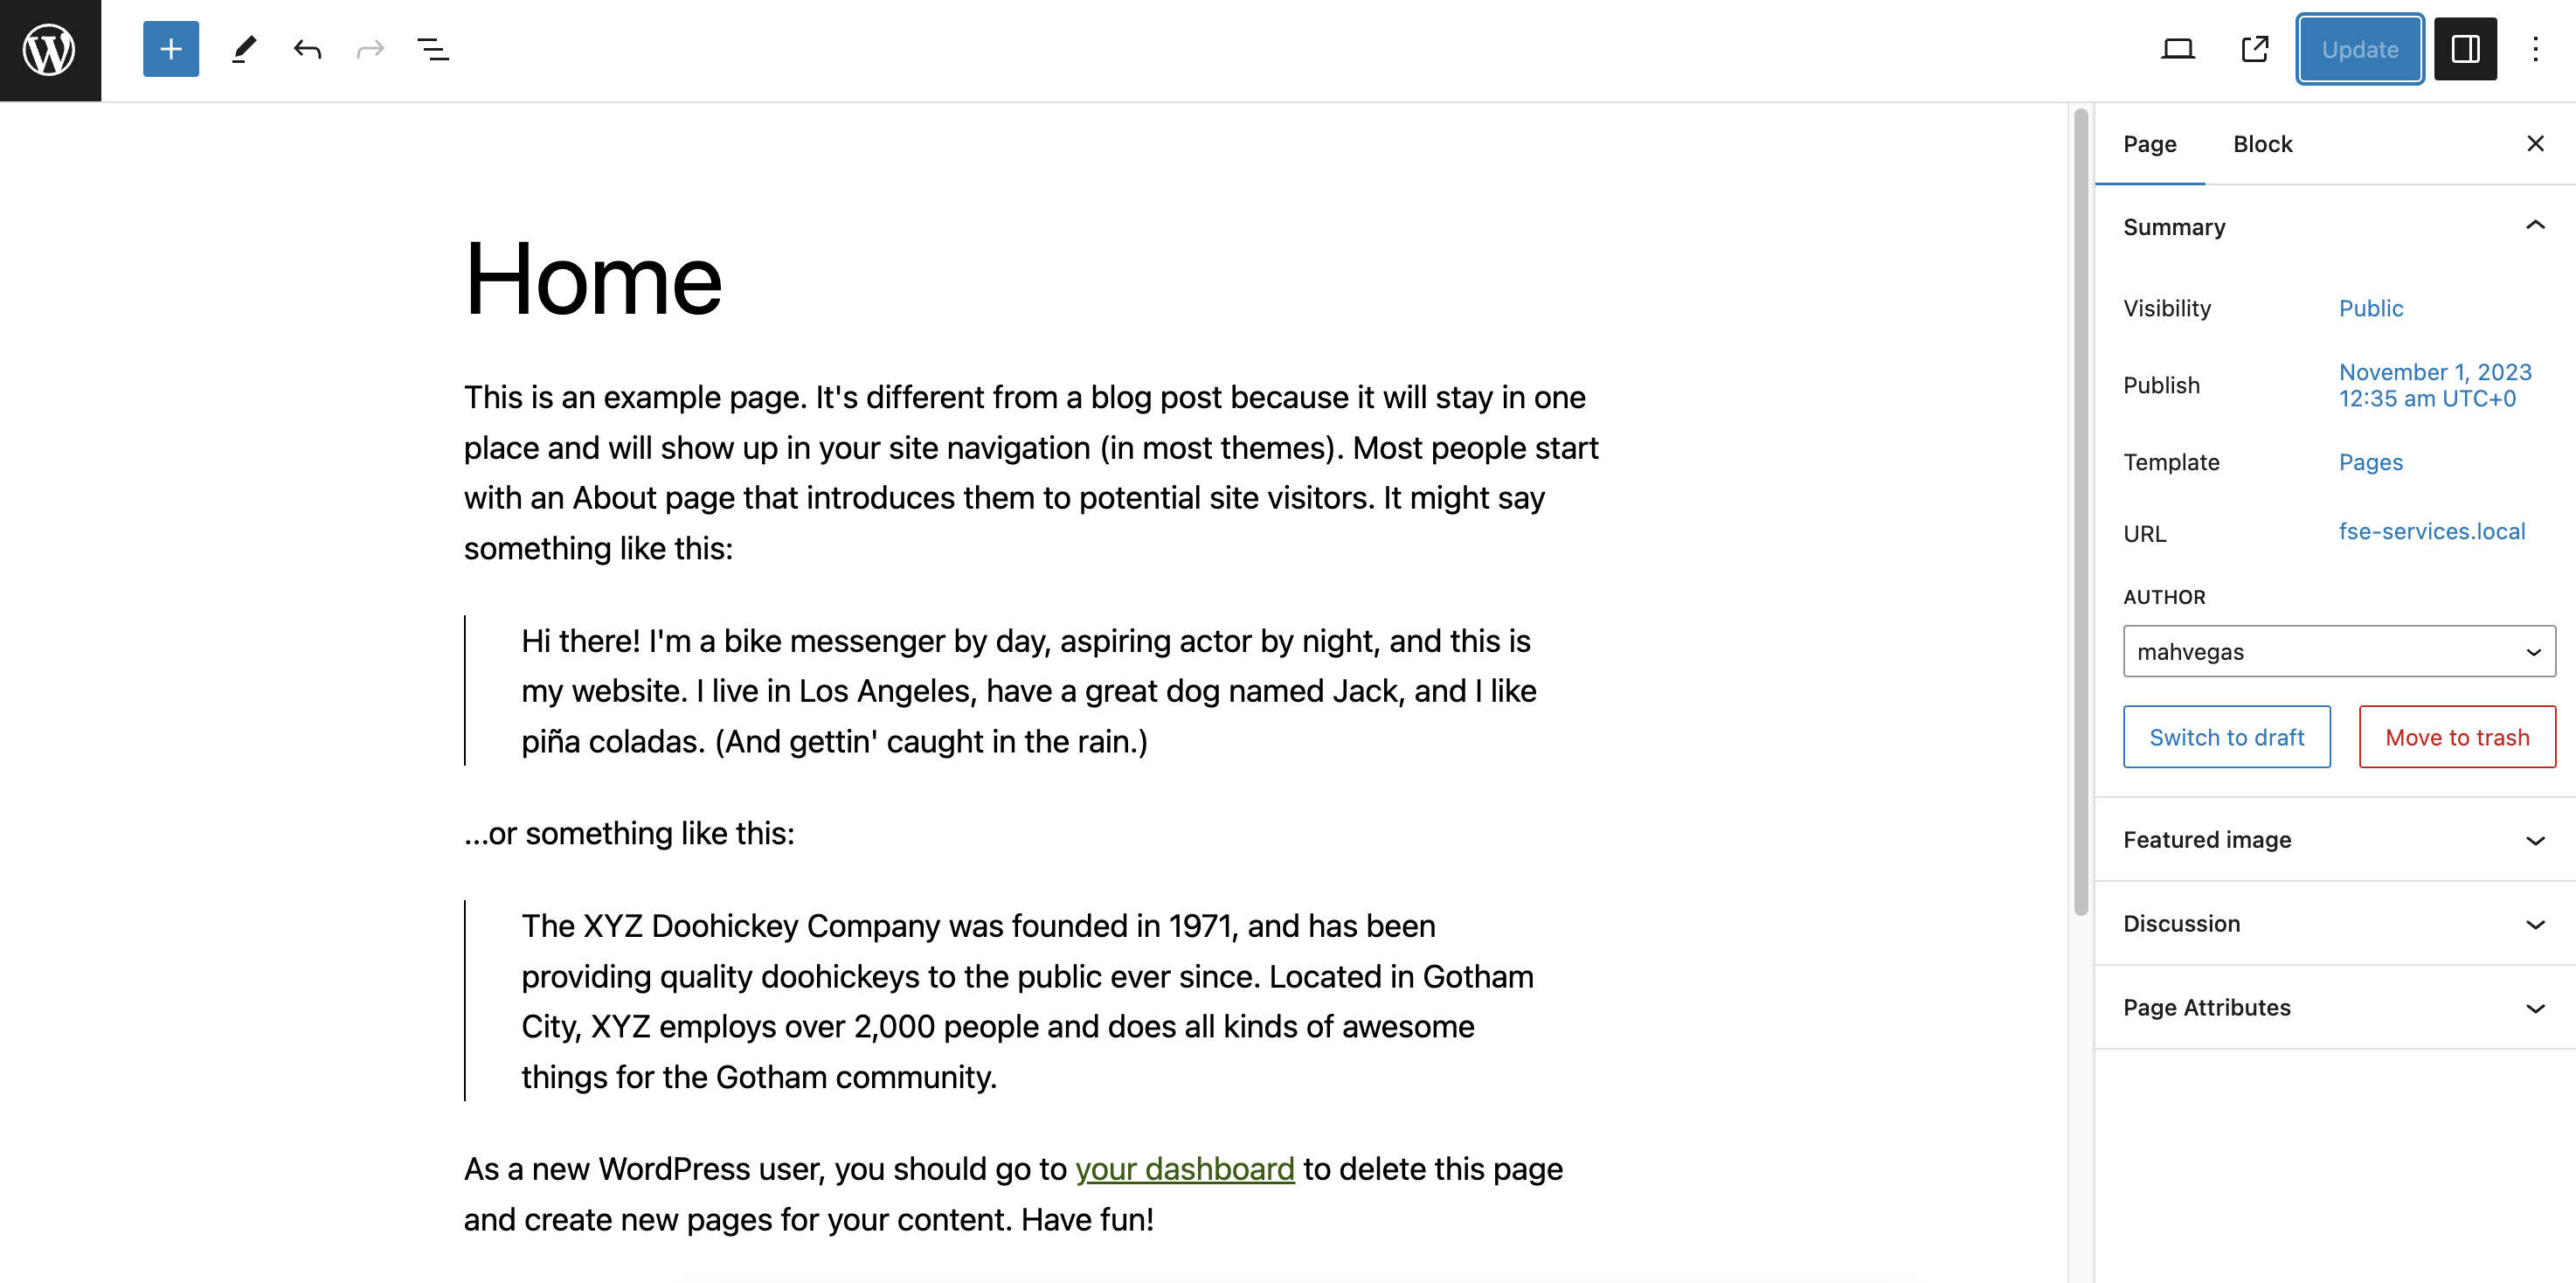 Update
Page Block
Summary
Home
Visibility Public
Publish November 1, 2023
12:35 am UTC+0
Template Pages
URL fse-services.local
AUTHOR
mahvegas
Switch to draft Move to trash
Featured image
Discussion
Page Attributes
This is an example page. It's different from a blog post because it will stay in one
place and will show up in your site navigation (in most themes). Most people start
with an About page that introduces them to potential site visitors. It might say
something like this:
Hi there! I'm a bike messenger by day, aspiring actor by night, and this is
my website. I live in Los Angeles, have a great dog named Jack, and I like
piña coladas. (And gettin' caught in the rain.)
...or something like this:
The XYZ Doohickey Company was founded in 1971, and has been
providing quality doohickeys to the public ever since. Located in Gotham
City, XYZ employs over 2,000 people and does all kinds of awesome
things for the Gotham community.
As a new WordPress user, you should go to your dashboard to delete this page
and create new pages for your content. Have fun!